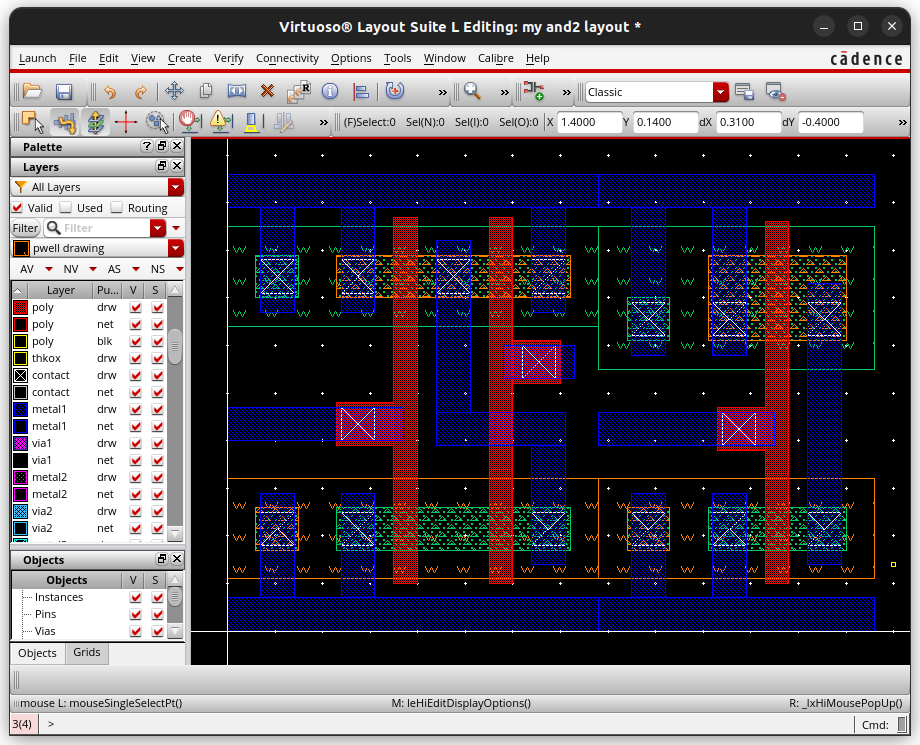 Virtuoso® Layout Suite L Editing: my and2 layout *
Launch File Edit View Create Verify Connectivity Options Tools Window Calibre Help
cādence
R
»
»
»
Classic
»
(F)Select:0 Sel(N):0 Sel(I):0 Sel(O):0 X 1.4000 Y 0.1400 dX 0.3100 dY -0.4000
»
Palette
Layers
All Layers
Valid Used Routing
Filter Filter
pwell drawing
AV NV AS NS
Layer Pu... V S
poly drw
poly net
poly blk
thkox drw
contact drw
contact net
metal1 drw
metal1 net
via1 drw
via1 net
metal2 drw
metal2 net
via2 drw
via2 net
Objects
Objects V S
Instances
Pins
Vias
Objects Grids
mouse L: mouseSingleSelectPt() M: leHiEditDisplayOptions() R: _lxHiMousePopUp()
3(4) > Cmd: